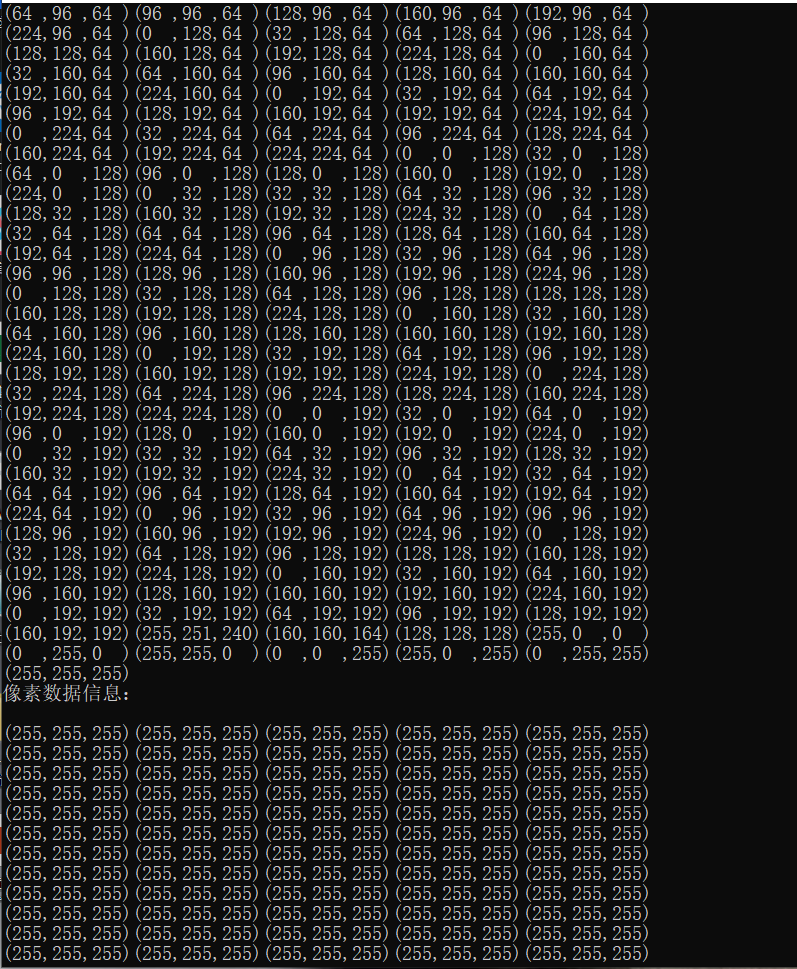 (64 ,96 ,64 )(96 ,96 ,64 )(128,96 ,64 )(160,96 ,64 )(192,96 ,64 )
(224,96 ,64 )(0  ,128,64 )(32 ,128,64 )(64 ,128,64 )(96 ,128,64 )
(128,128,64 )(160,128,64 )(192,128,64 )(224,128,64 )(0  ,160,64 )
(32 ,160,64 )(64 ,160,64 )(96 ,160,64 )(128,160,64 )(160,160,64 )
(192,160,64 )(224,160,64 )(0  ,192,64 )(32 ,192,64 )(64 ,192,64 )
(96 ,192,64 )(128,192,64 )(160,192,64 )(192,192,64 )(224,192,64 )
(0  ,224,64 )(32 ,224,64 )(64 ,224,64 )(96 ,224,64 )(128,224,64 )
(160,224,64 )(192,224,64 )(224,224,64 )(0  ,0  ,128)(32 ,0  ,128)
(64 ,0  ,128)(96 ,0  ,128)(128,0  ,128)(160,0  ,128)(192,0  ,128)
(224,0  ,128)(0  ,32 ,128)(32 ,32 ,128)(64 ,32 ,128)(96 ,32 ,128)
(128,32 ,128)(160,32 ,128)(192,32 ,128)(224,32 ,128)(0  ,64 ,128)
(32 ,64 ,128)(64 ,64 ,128)(96 ,64 ,128)(128,64 ,128)(160,64 ,128)
(192,64 ,128)(224,64 ,128)(0  ,96 ,128)(32 ,96 ,128)(64 ,96 ,128)
(96 ,96 ,128)(128,96 ,128)(160,96 ,128)(192,96 ,128)(224,96 ,128)
(0  ,128,128)(32 ,128,128)(64 ,128,128)(96 ,128,128)(128,128,128)
(160,128,128)(192,128,128)(224,128,128)(0  ,160,128)(32 ,160,128)
(64 ,160,128)(96 ,160,128)(128,160,128)(160,160,128)(192,160,128)
(224,160,128)(0  ,192,128)(32 ,192,128)(64 ,192,128)(96 ,192,128)
(128,192,128)(160,192,128)(192,192,128)(224,192,128)(0  ,224,128)
(32 ,224,128)(64 ,224,128)(96 ,224,128)(128,224,128)(160,224,128)
(192,224,128)(224,224,128)(0  ,0  ,192)(32 ,0  ,192)(64 ,0  ,192)
(96 ,0  ,192)(128,0  ,192)(160,0  ,192)(192,0  ,192)(224,0  ,192)
(0  ,32 ,192)(32 ,32 ,192)(64 ,32 ,192)(96 ,32 ,192)(128,32 ,192)
(160,32 ,192)(192,32 ,192)(224,32 ,192)(0  ,64 ,192)(32 ,64 ,192)
(64 ,64 ,192)(96 ,64 ,192)(128,64 ,192)(160,64 ,192)(192,64 ,192)
(224,64 ,192)(0  ,96 ,192)(32 ,96 ,192)(64 ,96 ,192)(96 ,96 ,192)
(128,96 ,192)(160,96 ,192)(192,96 ,192)(224,96 ,192)(0  ,128,192)
(32 ,128,192)(64 ,128,192)(96 ,128,192)(128,128,192)(160,128,192)
(192,128,192)(224,128,192)(0  ,160,192)(32 ,160,192)(64 ,160,192)
(96 ,160,192)(128,160,192)(160,160,192)(192,160,192)(224,160,192)
(0  ,192,192)(32 ,192,192)(64 ,192,192)(96 ,192,192)(128,192,192)
(160,192,192)(255,251,240)(160,160,164)(128,128,128)(255,0  ,0  )
(0  ,255,0  )(255,255,0  )(0  ,0  ,255)(255,0  ,255)(0  ,255,255)
(255,255,255)
像素数据信息:
(255,255,255)(255,255,255)(255,255,255)(255,255,255)(255,255,255)
(255,255,255)(255,255,255)(255,255,255)(255,255,255)(255,255,255)
(255,255,255)(255,255,255)(255,255,255)(255,255,255)(255,255,255)
(255,255,255)(255,255,255)(255,255,255)(255,255,255)(255,255,255)
(255,255,255)(255,255,255)(255,255,255)(255,255,255)(255,255,255)
(255,255,255)(255,255,255)(255,255,255)(255,255,255)(255,255,255)
(255,255,255)(255,255,255)(255,255,255)(255,255,255)(255,255,255)
(255,255,255)(255,255,255)(255,255,255)(255,255,255)(255,255,255)
(255,255,255)(255,255,255)(255,255,255)(255,255,255)(255,255,255)
(255,255,255)(255,255,255)(255,255,255)(255,255,255)(255,255,255)
(255,255,255)(255,255,255)(255,255,255)(255,255,255)(255,255,255)
(255,255,255)(255,255,255)(255,255,255)(255,255,255)(255,255,255)